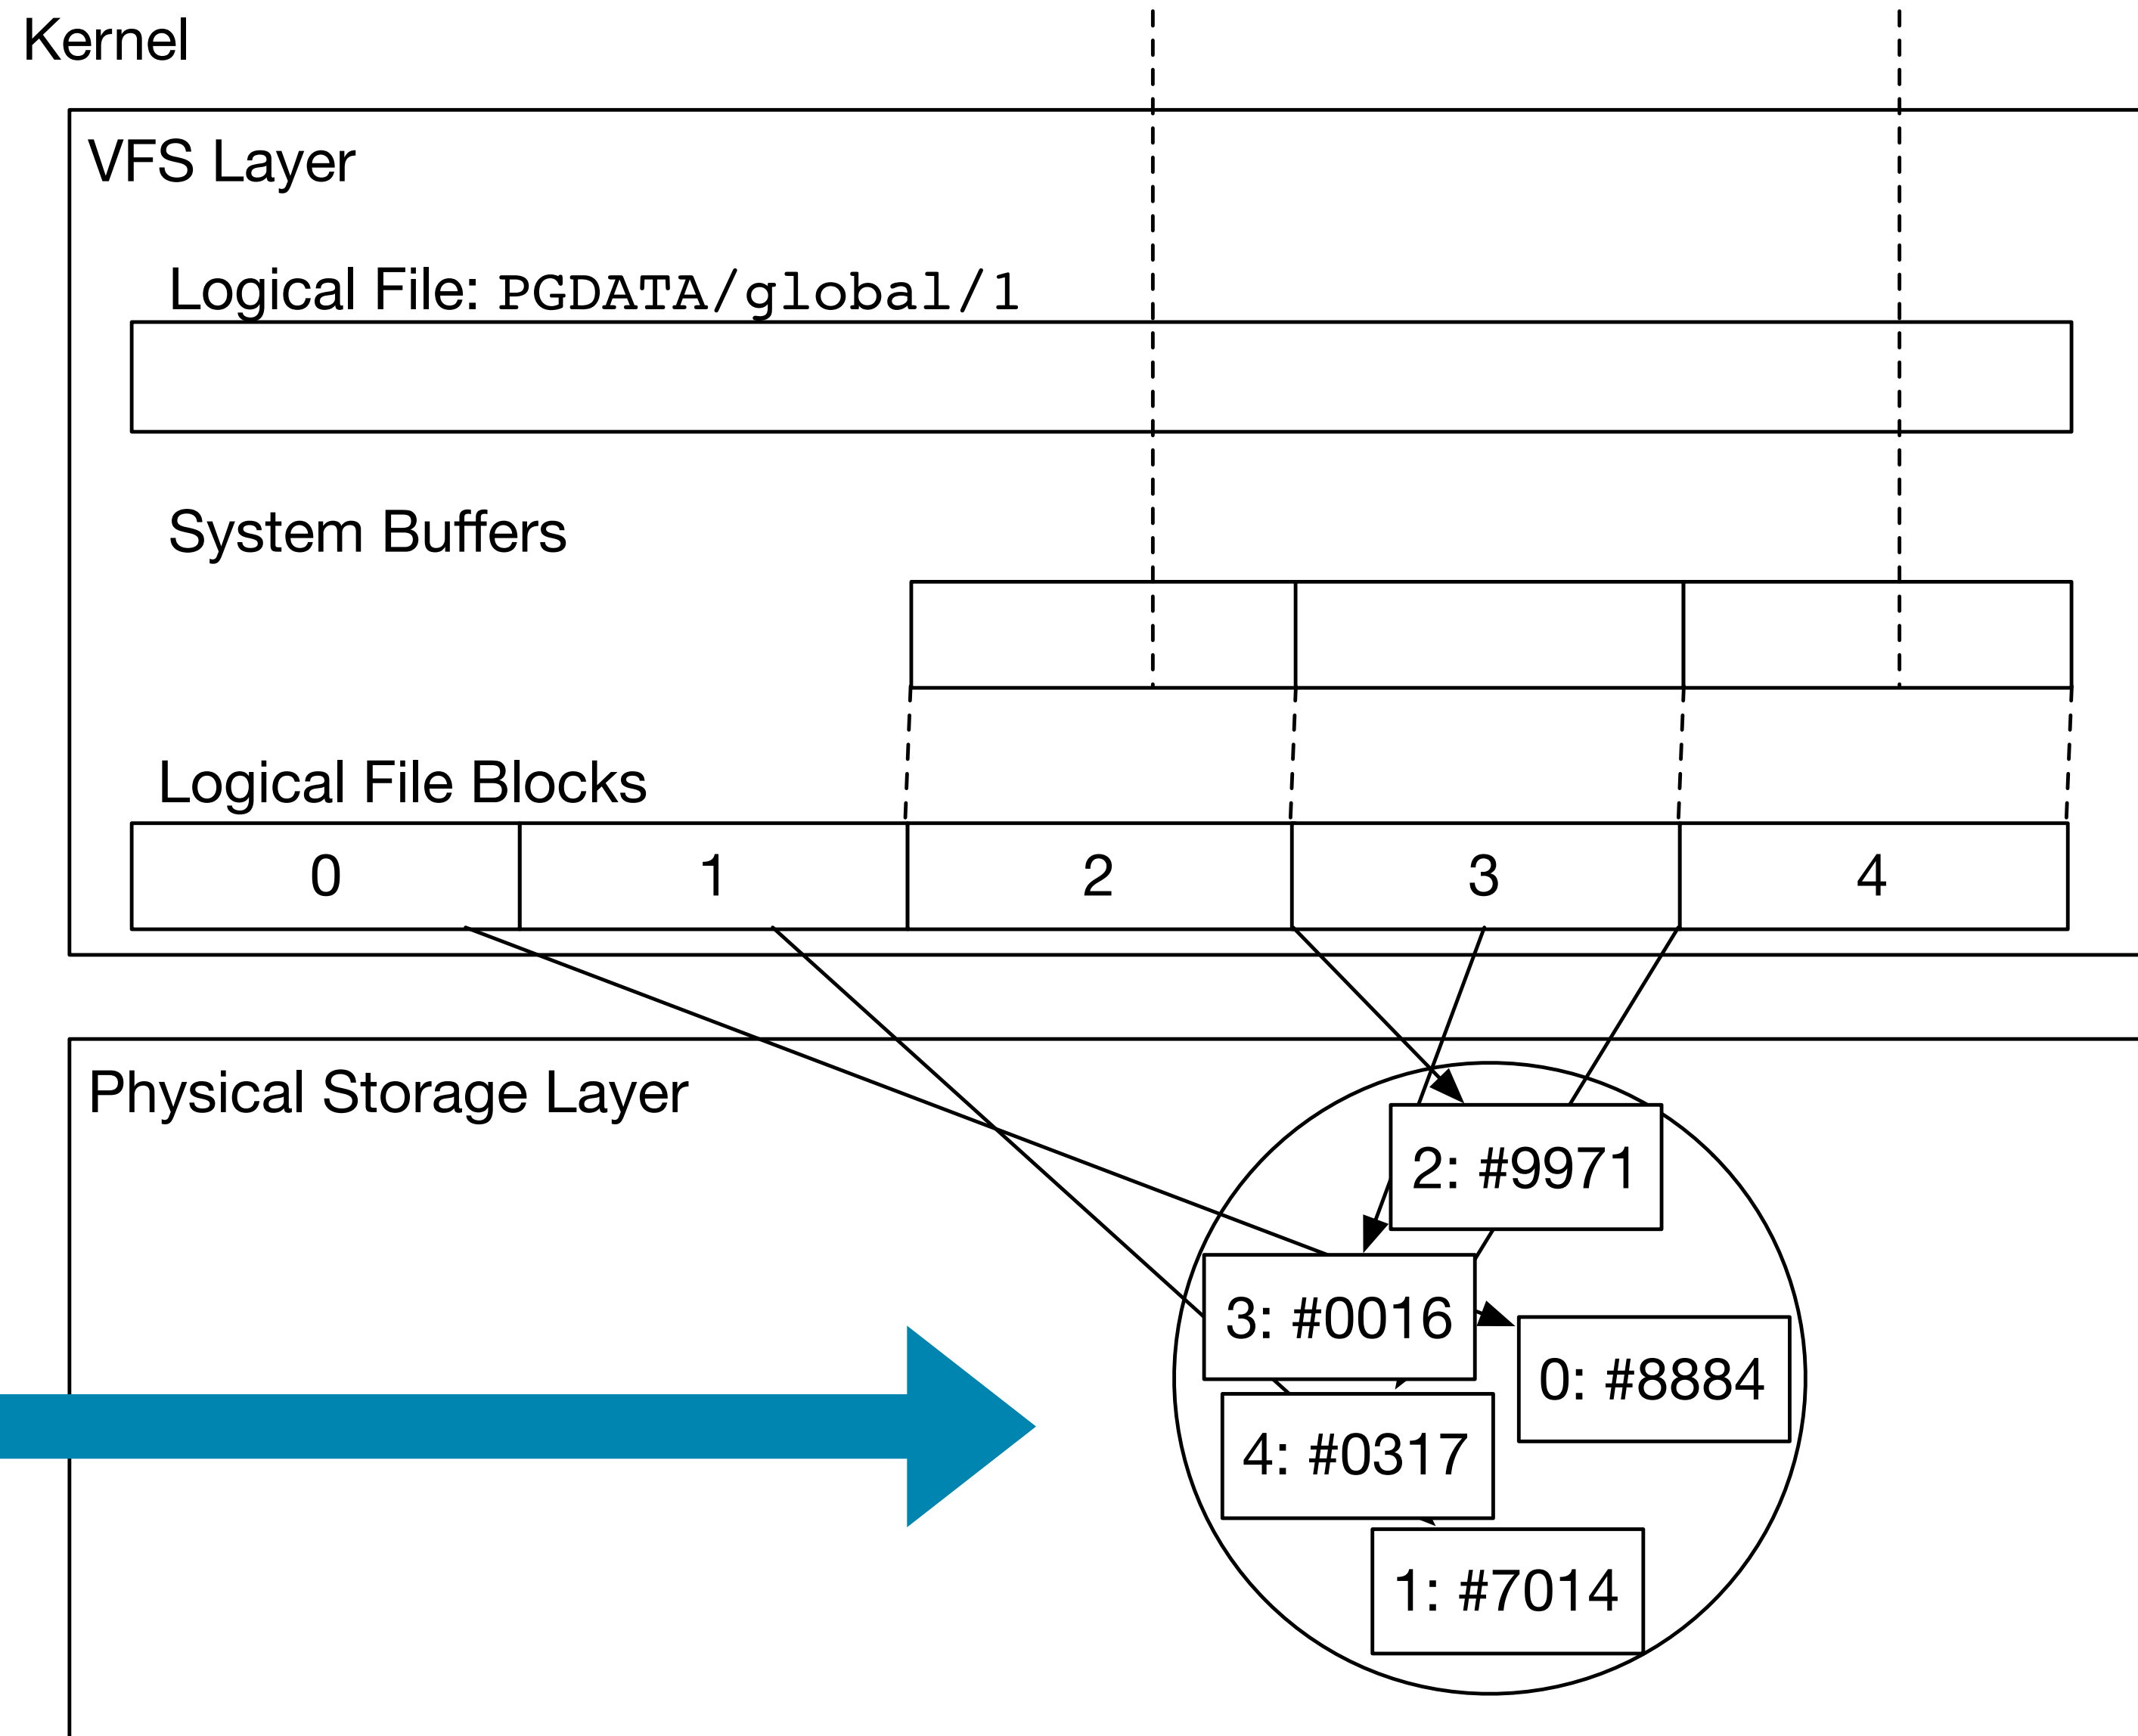 Kernel
VFS Layer
Logical File: PGDATA/global/1
System Buffers
Logical File Blocks
0 1 2 3 4
Physical Storage Layer
2: #9971
3: #0016
0: #8884
4: #0317
1: #7014